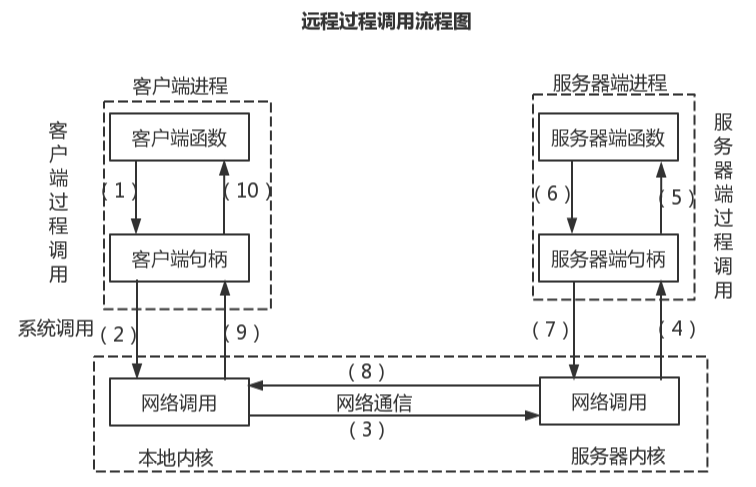 远程过程调用流程图
客户端进程
服务器端进程
客户端函数
服务器端函数
客户端过程调用
(1)
(10)
(6)
(5)
服务器端过程调用
客户端句柄
服务器端句柄
系统调用
(2)
(9)
(7)
(4)
(8)
网络调用
网络通信
网络调用
(3)
本地内核
服务器内核